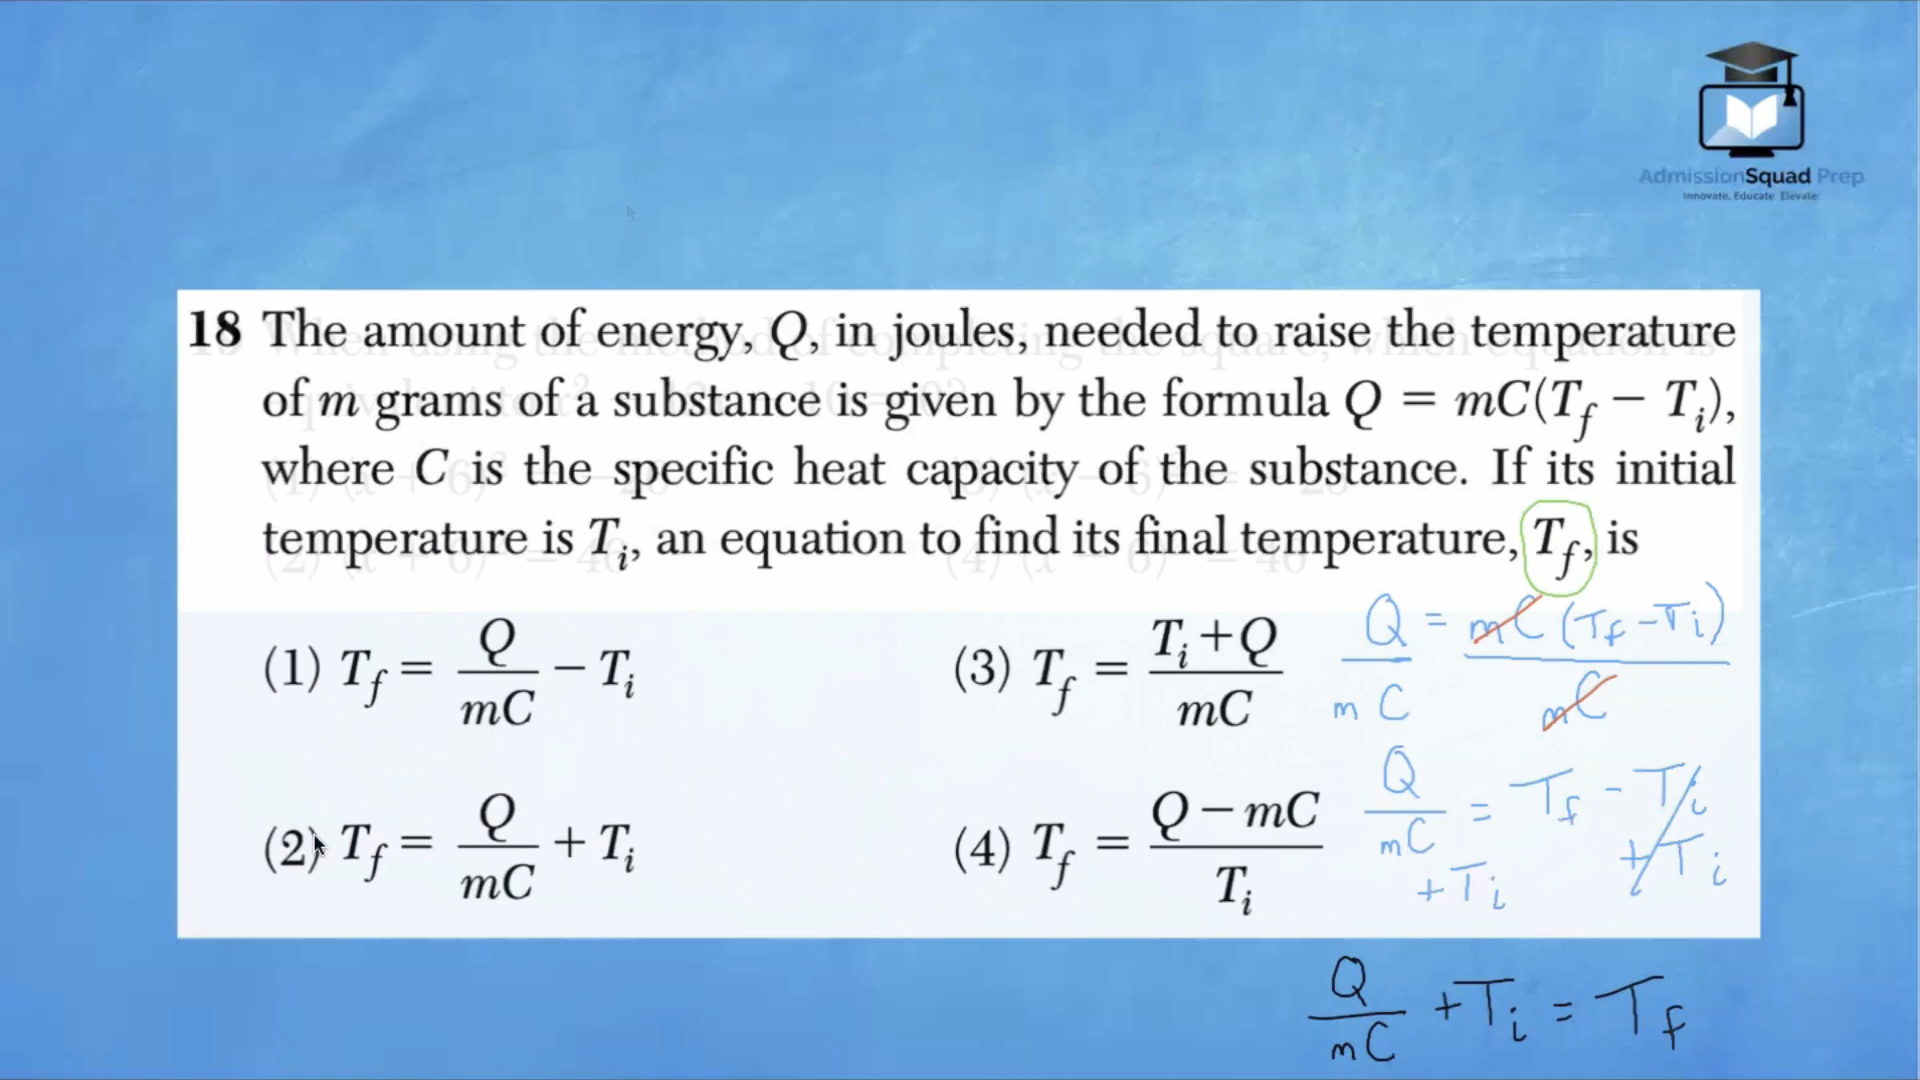 AdmissionSquad Prep
Innovate. Educate. Elevate.
18 The amount of energy, Q, in joules, needed to raise the temperature
of m grams of a substance is given by the formula Q = mC(T_f − T_i),
where C is the specific heat capacity of the substance. If its initial
temperature is T_i, an equation to find its final temperature, T_f, is
(1) T_f = Q/mC − T_i
(3) T_f = (T_i + Q)/mC
(2) T_f = Q/mC + T_i
(4) T_f = (Q − mC)/T_i
Q/mC = mC(T_f − T_i)/mC
Q/mC = T_f − T_i
+T_i +T_i
Q/mC + T_i = T_f